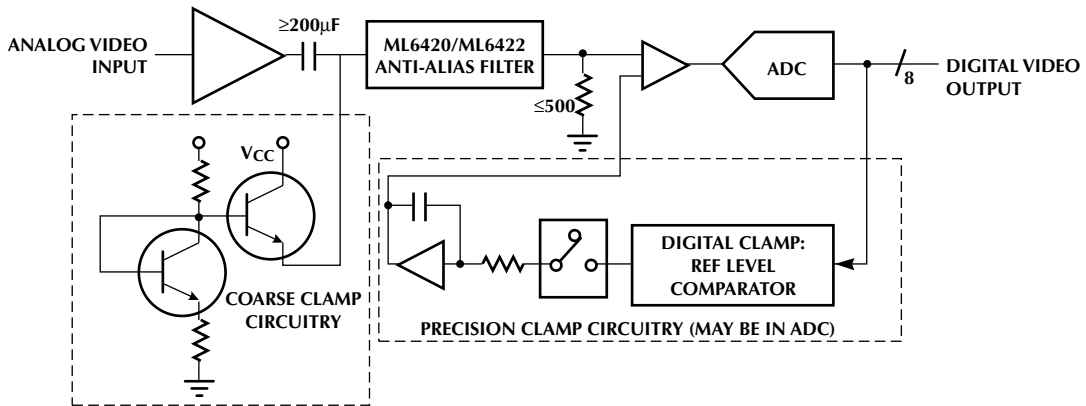 ≥200µF
ANALOG VIDEO
INPUT
ML6420/ML6422
ANTI-ALIAS FILTER
≤500
ADC
8
DIGITAL VIDEO
OUTPUT
VCC
COARSE CLAMP
CIRCUITRY
DIGITAL CLAMP:
REF LEVEL
COMPARATOR
PRECISION CLAMP CIRCUITRY (MAY BE IN ADC)